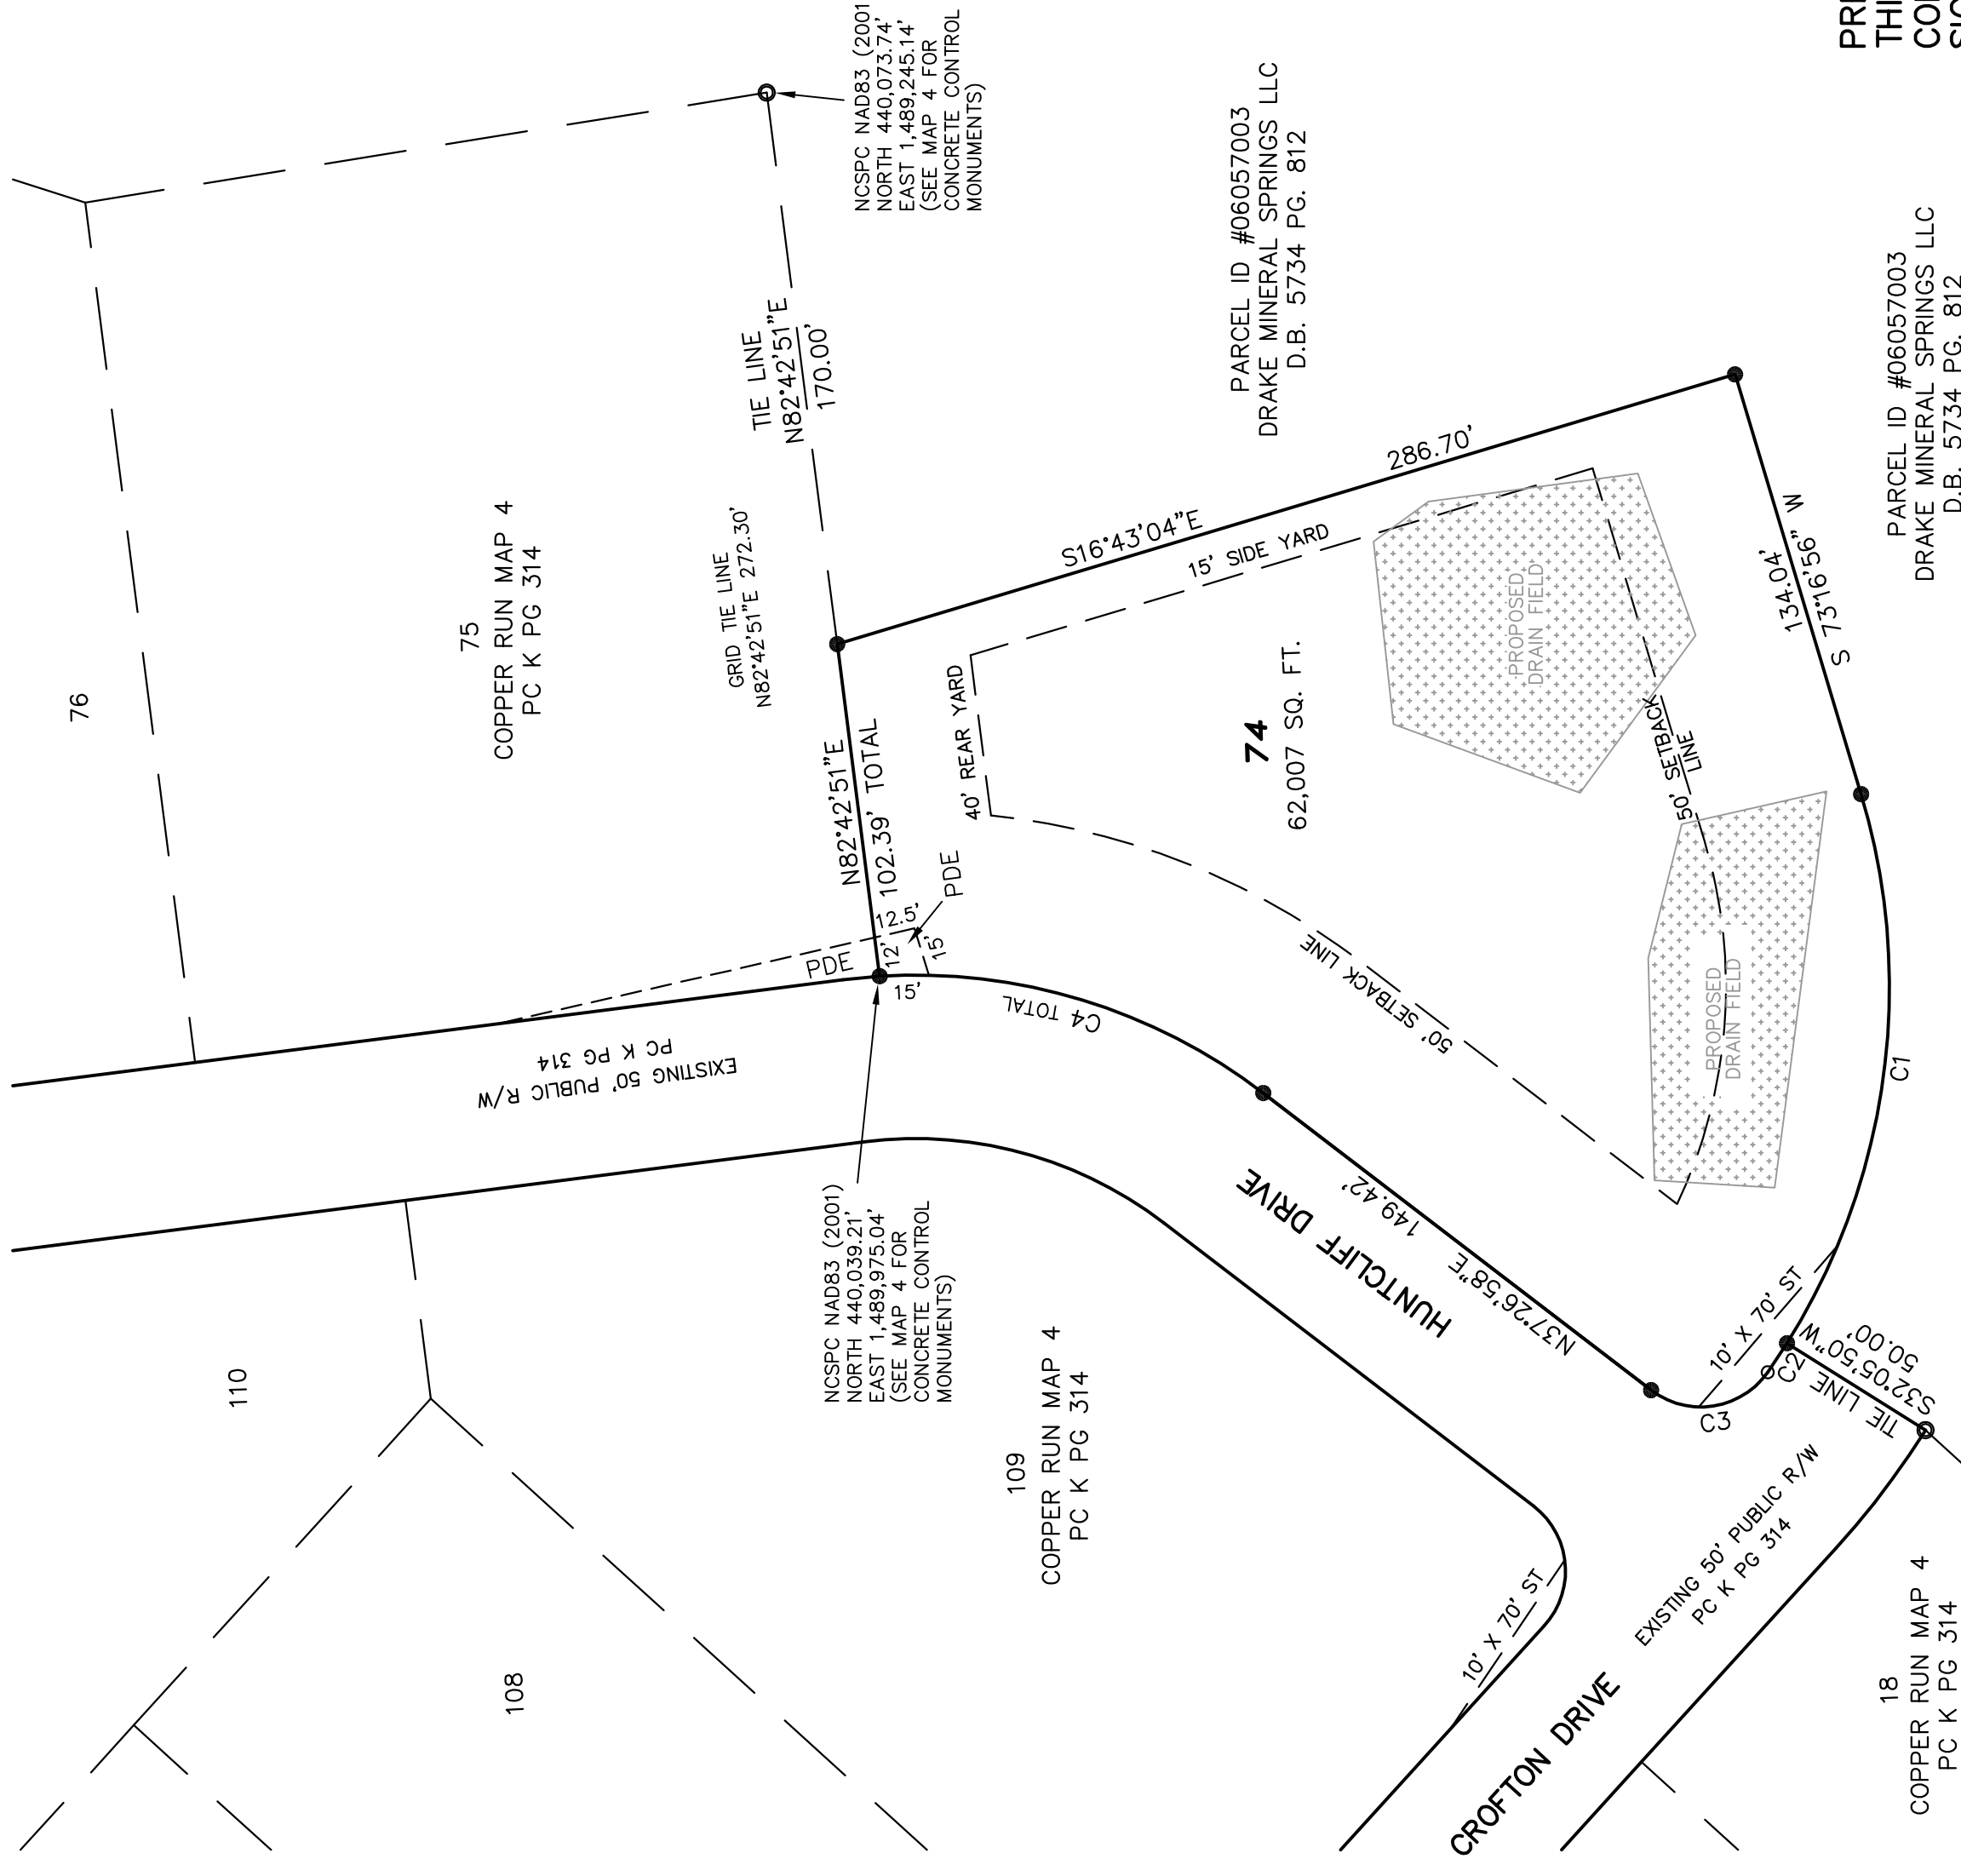 76
75
COPPER RUN MAP 4
PC K PG 314
TIE LINE
N82°42'51"E
170.00'
GRID TIE LINE
N82°42'51"E 272.30'
NCSPC NAD83 (2001
NORTH 440,073.74'
EAST 1,489,245.14'
(SEE MAP 4 FOR
CONCRETE CONTROL
MONUMENTS)
PARCEL ID #06057003
DRAKE MINERAL SPRINGS LLC
D.B. 5734 PG. 812
PARCEL ID #06057003
DRAKE MINERAL SPRINGS LLC
D.B. 5734 PG. 812
PRE
THI
CO
SIG
N82°42'51"E
102.39' TOTAL
S16°43'04"E
286.70'
15' SIDE YARD
40' REAR YARD
74
62,007 SQ. FT.
PROPOSED
DRAIN FIELD
50' SETBACK
LINE
134.04'
S 73°16'56" W
PROPOSED
DRAIN FIELD
C1
50' SETBACK LINE
PDE
PDE
12.5'
12'
15'
15'
C4 TOTAL
EXISTING 50' PUBLIC R/W
PC K PG 314
NCSPC NAD83 (2001)
NORTH 440,039.21'
EAST 1,489,975.04'
(SEE MAP 4 FOR
CONCRETE CONTROL
MONUMENTS)
HUNTCLIFF DRIVE
149.42'
N37°26'58"E
10' X 70' ST
C2
C3
TIE LINE
S32°05'50"W
50.00'
110
108
109
COPPER RUN MAP 4
PC K PG 314
10' X 70' ST
EXISTING 50' PUBLIC R/W
PC K PG 314
CROFTON DRIVE
18
COPPER RUN MAP 4
PC K PG 314